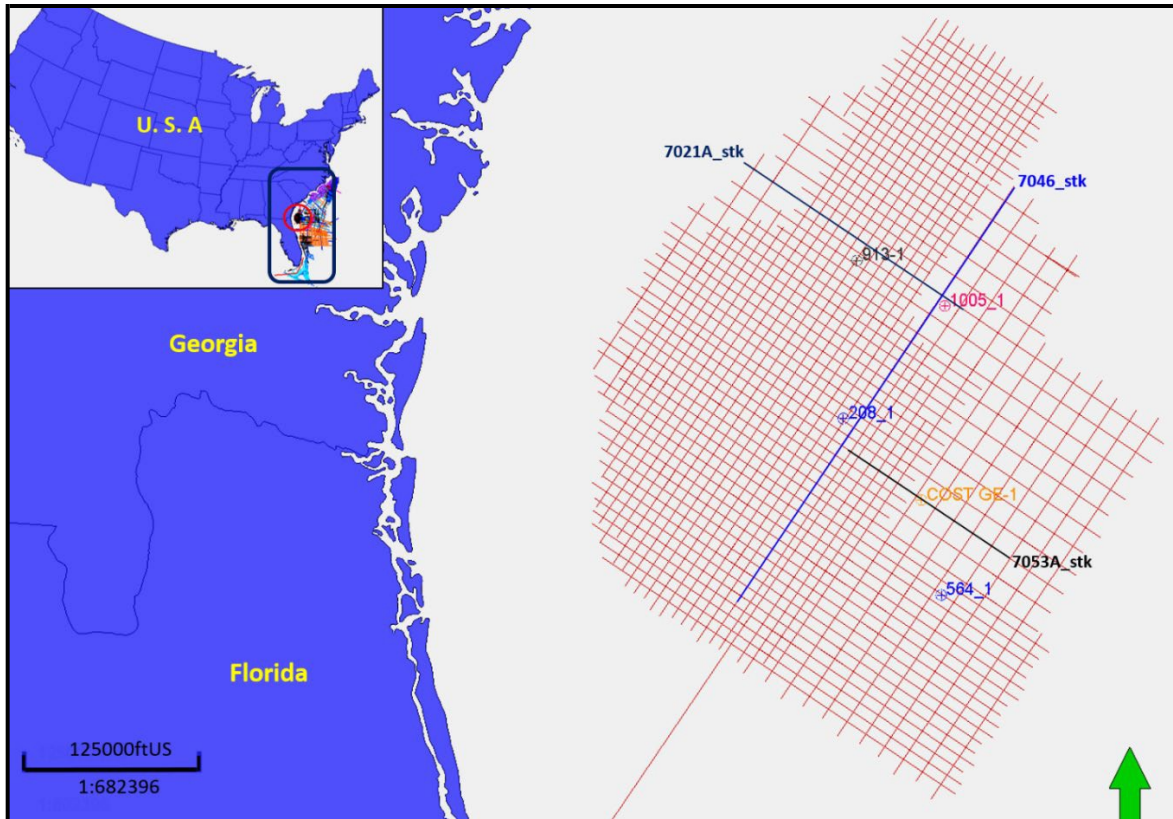 U. S. A
7021A_stk
7046_stk
913-1
1005_1
Georgia
208_1
COST GE-1
7053A_stk
564_1
Florida
125000ftUS
1:682396